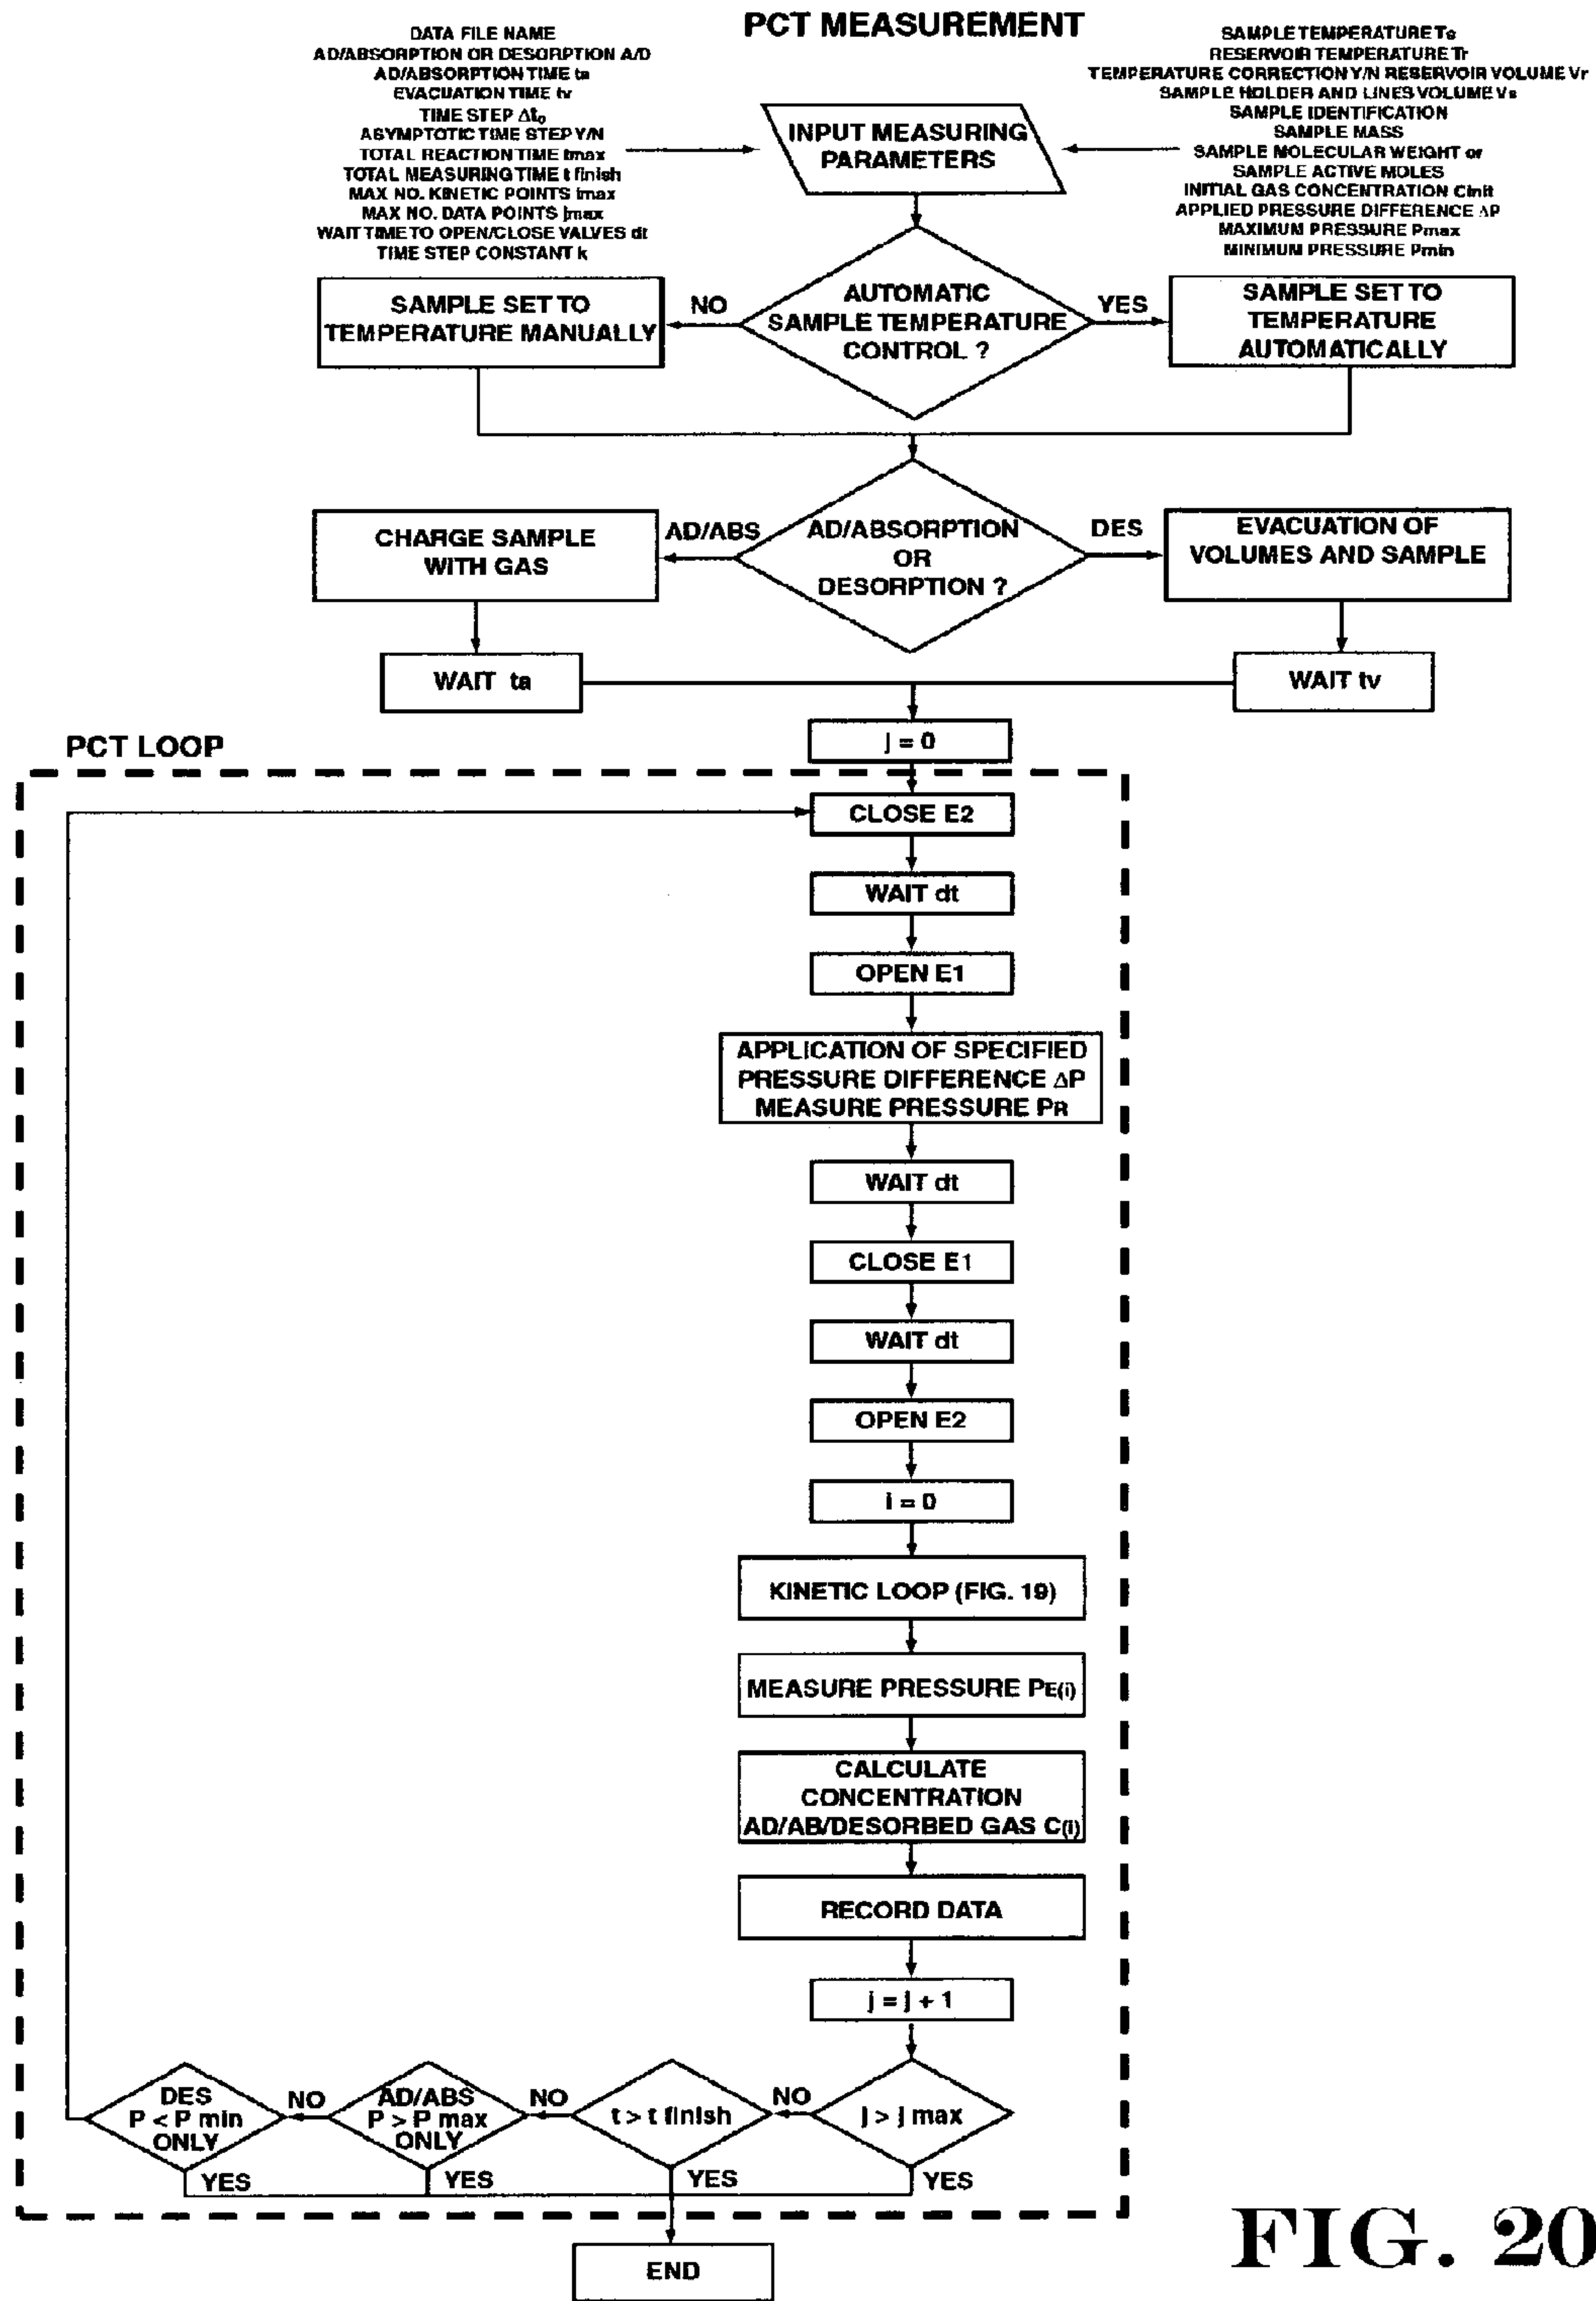 PCT MEASUREMENT
DATA FILE NAME
AD/ABSORPTION OR DESORPTION A/D
AD/ABSORPTION TIME ta
EVACUATION TIME tv
TIME STEP Δt₀
ASYMPTOTIC TIME STEP Y/N
TOTAL REACTION TIME tmax
TOTAL MEASURING TIME t finish
MAX NO. KINETIC POINTS imax
MAX NO. DATA POINTS jmax
WAIT TIME TO OPEN/CLOSE VALVES dt
TIME STEP CONSTANT k
SAMPLE TEMPERATURE Ts
RESERVOIR TEMPERATURE Tr
TEMPERATURE CORRECTION Y/N RESERVOIR VOLUME Vr
SAMPLE HOLDER AND LINES VOLUME Vs
SAMPLE IDENTIFICATION
SAMPLE MASS
SAMPLE MOLECULAR WEIGHT or
SAMPLE ACTIVE MOLES
INITIAL GAS CONCENTRATION Cinit
APPLIED PRESSURE DIFFERENCE ΔP
MAXIMUM PRESSURE Pmax
MINIMUM PRESSURE Pmin
INPUT MEASURING
PARAMETERS
AUTOMATIC
SAMPLE TEMPERATURE
CONTROL ?
NO
YES
SAMPLE SET TO
TEMPERATURE MANUALLY
SAMPLE SET TO
TEMPERATURE
AUTOMATICALLY
AD/ABSORPTION
OR
DESORPTION ?
AD/ABS
DES
CHARGE SAMPLE
WITH GAS
EVACUATION OF
VOLUMES AND SAMPLE
WAIT ta
WAIT tv
j = 0
PCT LOOP
CLOSE E2
WAIT dt
OPEN E1
APPLICATION OF SPECIFIED
PRESSURE DIFFERENCE ΔP
MEASURE PRESSURE PR
WAIT dt
CLOSE E1
WAIT dt
OPEN E2
i = 0
KINETIC LOOP (FIG. 19)
MEASURE PRESSURE PE(i)
CALCULATE
CONCENTRATION
AD/AB/DESORBED GAS C(i)
RECORD DATA
j = j + 1
DES
P < P min
ONLY
NO
AD/ABS
P > P max
ONLY
NO
t > t finish
NO
j > j max
YES
YES
YES
YES
END
FIG. 20